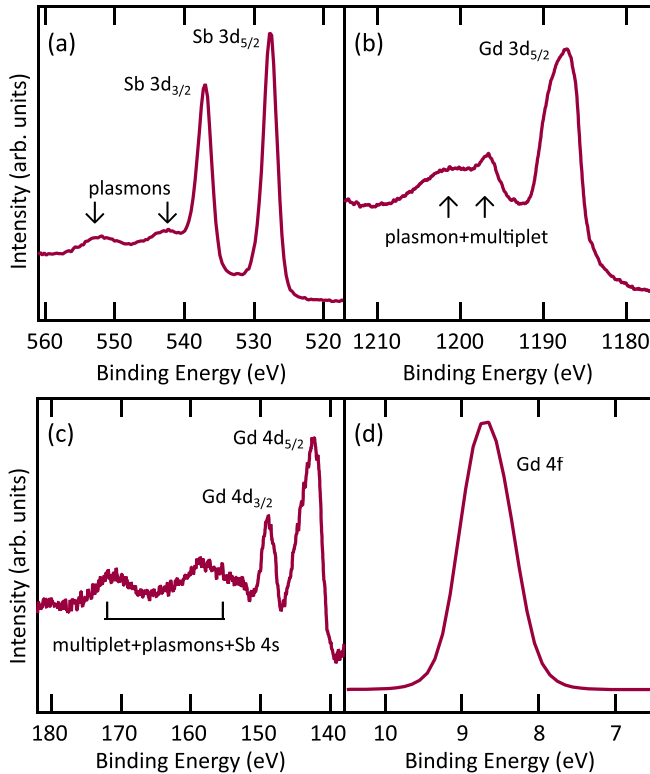 (a)
Sb 3d5/2
Sb 3d3/2
plasmons
Intensity (arb. units)
560 550 540 530 520
Binding Energy (eV)
(b)
Gd 3d5/2
plasmon+multiplet
1210 1200 1190 1180
Binding Energy (eV)
(c)
Gd 4d5/2
Gd 4d3/2
multiplet+plasmons+Sb 4s
Intensity (arb. units)
180 170 160 150 140
Binding Energy (eV)
(d)
Gd 4f
10 9 8 7
Binding Energy (eV)